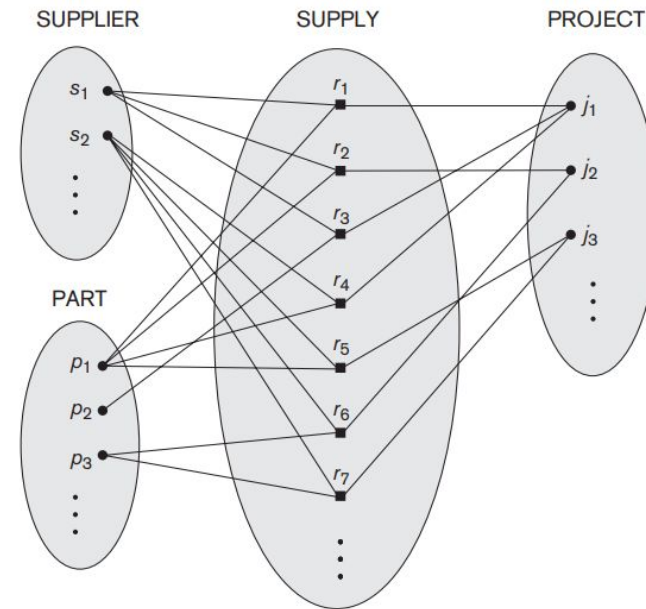 SUPPLIER SUPPLY PROJECT
s1
s2
PART
p1
p2
p3
r1
r2
r3
r4
r5
r6
r7
j1
j2
j3